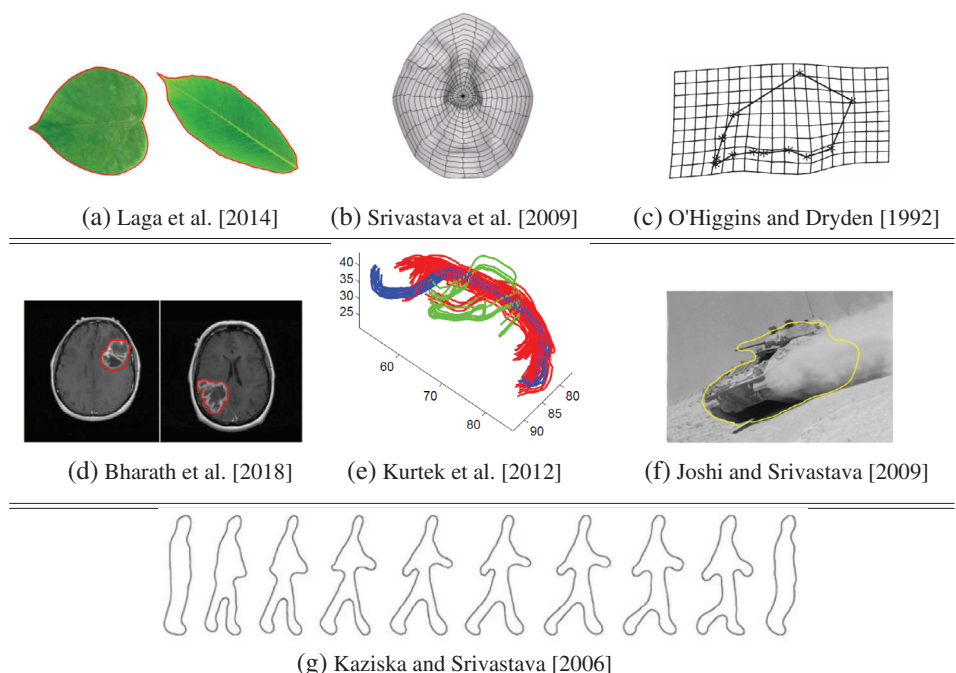 (a) Laga et al. [2014]
(b) Srivastava et al. [2009]
(c) O'Higgins and Dryden [1992]
40
35
30
25
60
70
80
80
85
90
(d) Bharath et al. [2018]
(e) Kurtek et al. [2012]
(f) Joshi and Srivastava [2009]
(g) Kaziska and Srivastava [2006]